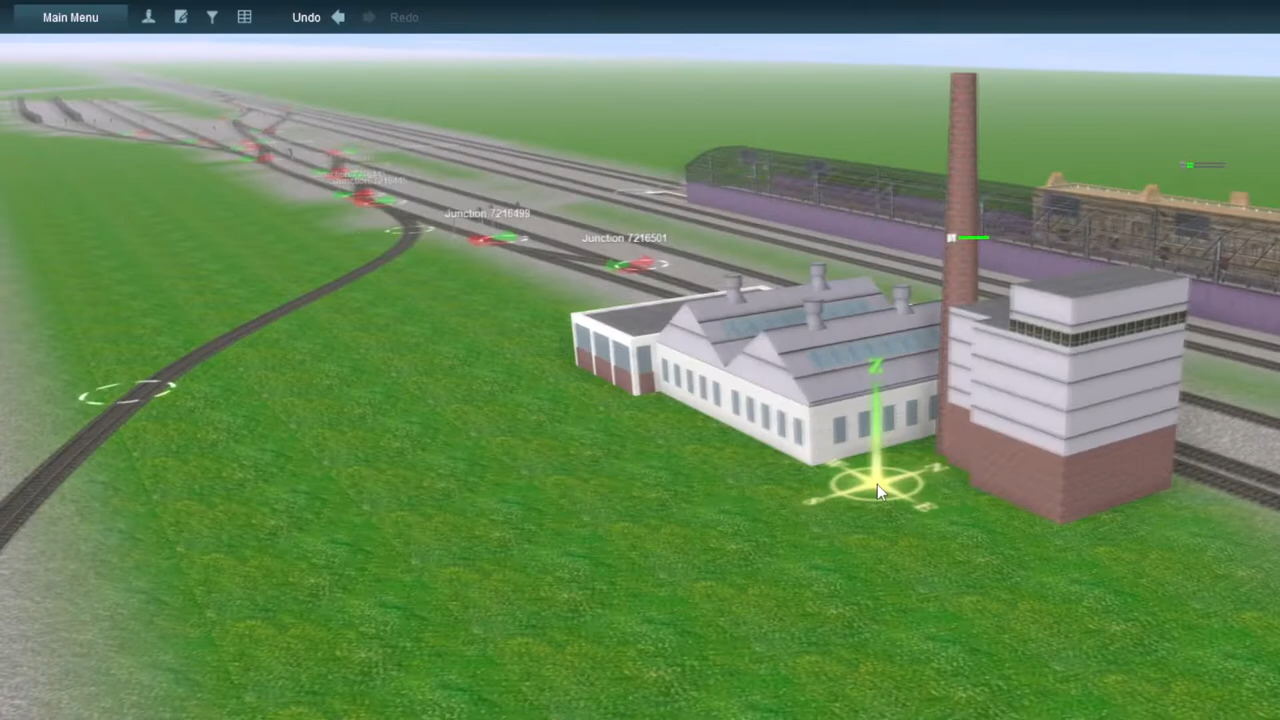 Main Menu
Undo
Redo
Junction 7216499
Junction 7216501
Z